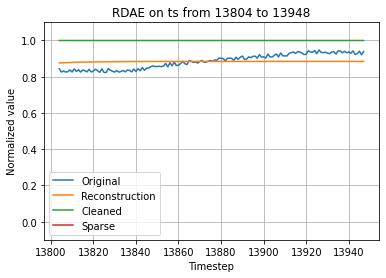 RDAE on ts from 13804 to 13948
Normalized value
1.0
0.8
0.6
0.4
0.2
0.0
Original
Reconstruction
Cleaned
Sparse
13800 13820 13840 13860 13880 13900 13920 13940
Timestep